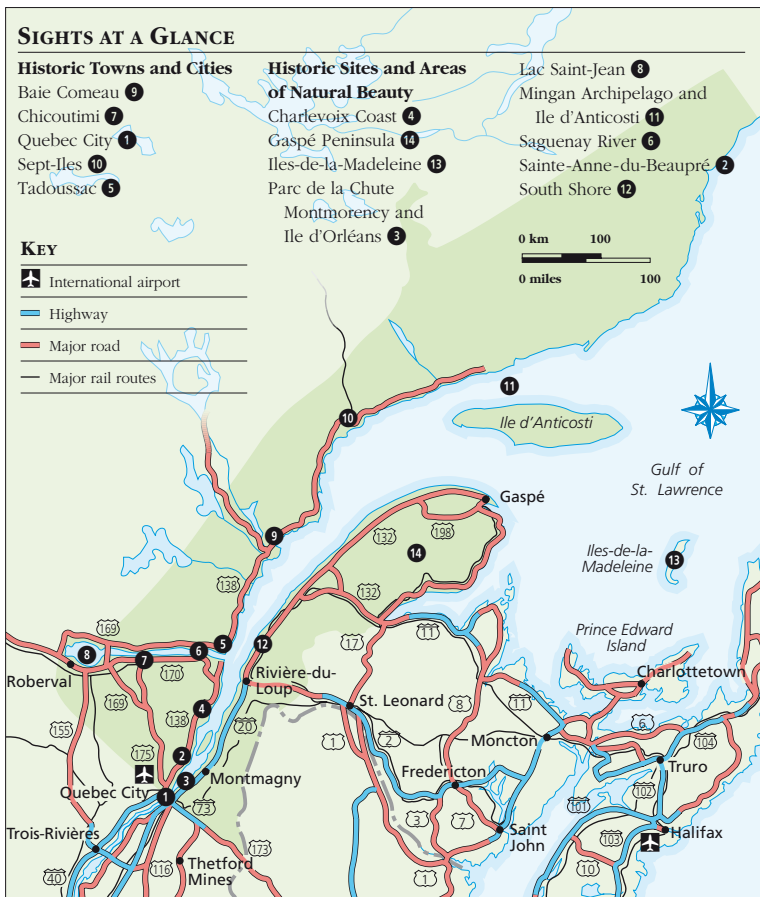 SIGHTS AT A GLANCE
Historic Towns and Cities
Baie Comeau 9
Chicoutimi 7
Quebec City 1
Sept-Iles 10
Tadoussac 5
Historic Sites and Areas
of Natural Beauty
Charlevoix Coast 4
Gaspé Peninsula 14
Iles-de-la-Madeleine 13
Parc de la Chute
Montmorency and
Ile d'Orléans 3
Lac Saint-Jean 8
Mingan Archipelago and
Ile d'Anticosti 11
Saguenay River 6
Sainte-Anne-du-Beaupré 2
South Shore 12
KEY
International airport
Highway
Major road
Major rail routes
0 km 100
0 miles 100
11
10
Ile d'Anticosti
Gulf of
St. Lawrence
Gaspé
9
132
198
14
Iles-de-la-
Madeleine
13
138
132
169
5
12
17
11
Prince Edward
Island
8
7
6
170
Roberval
Rivière-du-
Loup
Charlottetown
169
4
138
St. Leonard
8
11
155
20
6
175
2
1
2
Moncton
104
3
Montmagny
Fredericton
Truro
Quebec City
1
73
101
102
3
7
Trois-Rivières
Saint
John
103
Halifax
116
Thetford
Mines
173
10
40
1